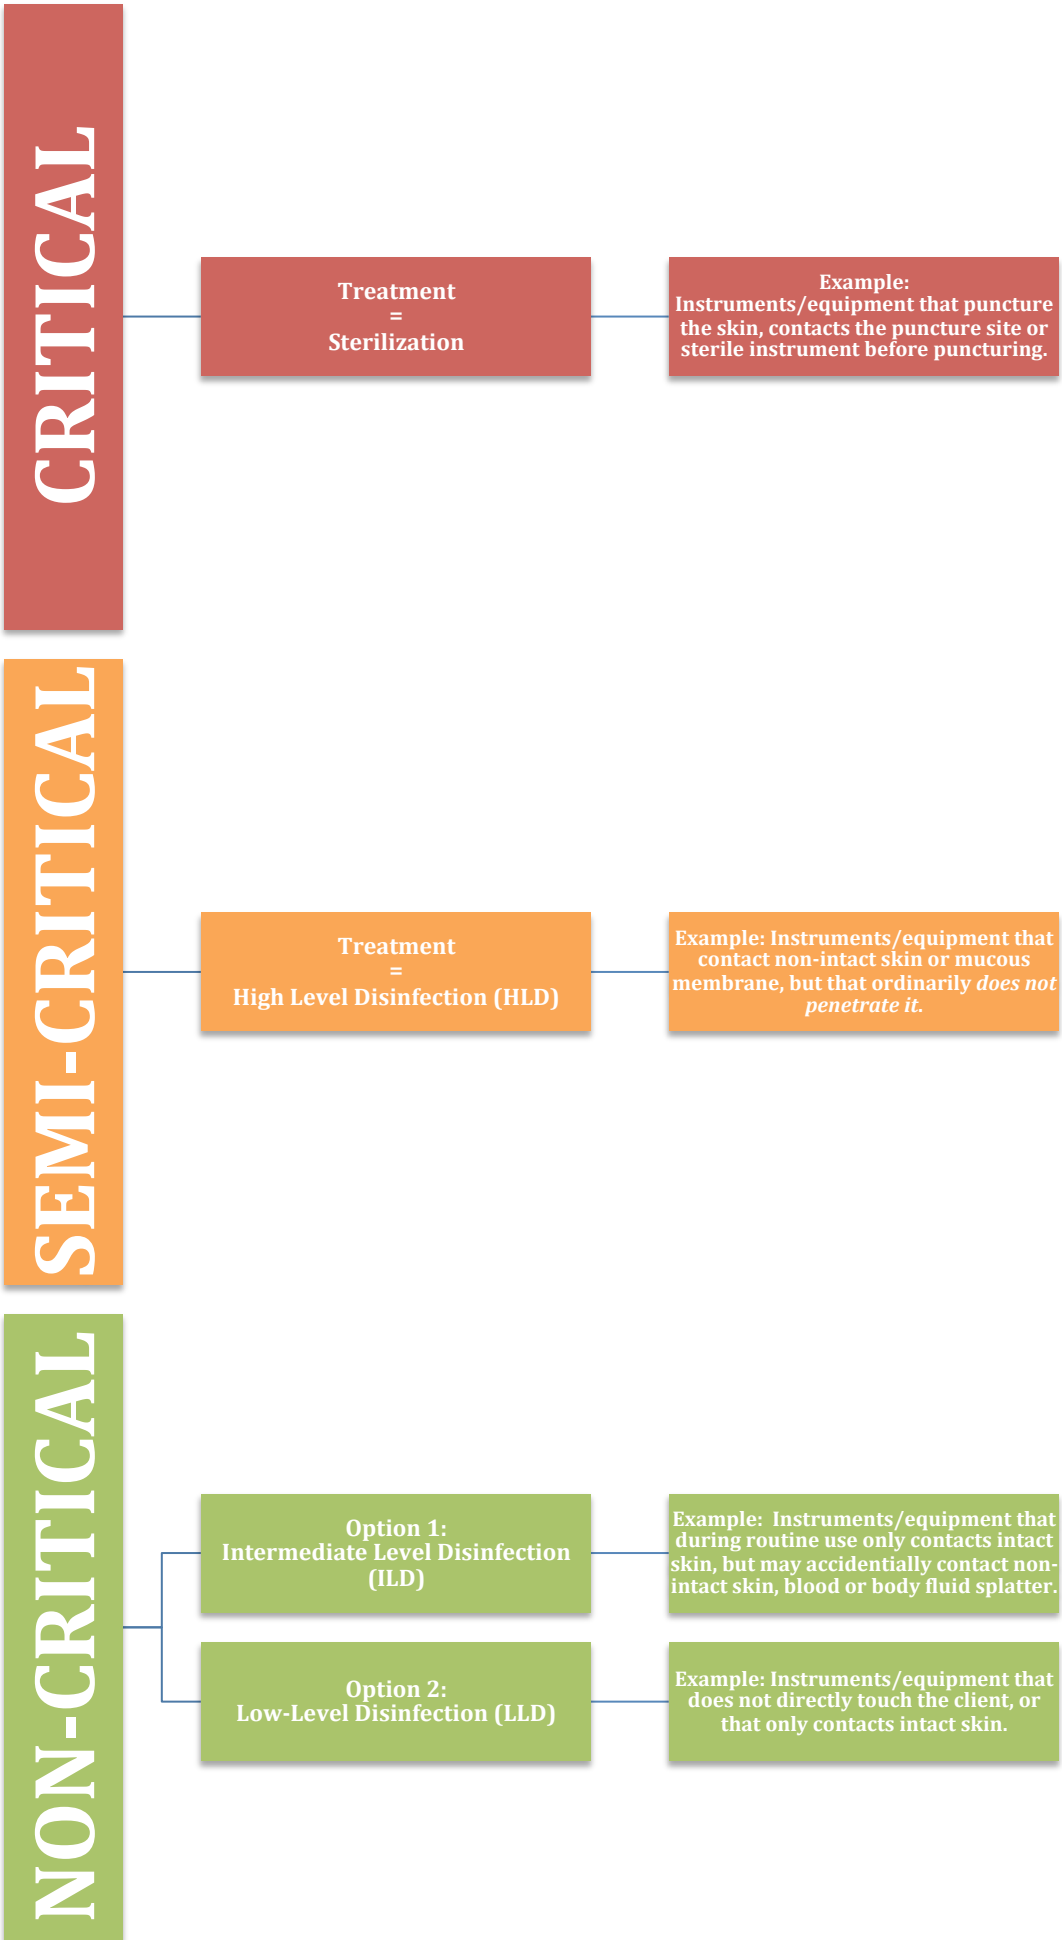 CRITICAL
Treatment
=
Sterilization
Example:
Instruments/equipment that puncture
the skin, contacts the puncture site or
sterile instrument before puncturing.
SEMI-CRITICAL
Treatment
=
High Level Disinfection (HLD)
Example: Instruments/equipment that
contact non-intact skin or mucous
membrane, but that ordinarily does not
penetrate it.
NON-CRITICAL
Option 1:
Intermediate Level Disinfection
(ILD)
Example:  Instruments/equipment that
during routine use only contacts intact
skin, but may accidentially contact non-
intact skin, blood or body fluid splatter.
Option 2:
Low-Level Disinfection (LLD)
Example: Instruments/equipment that
does not directly touch the client, or
that only contacts intact skin.